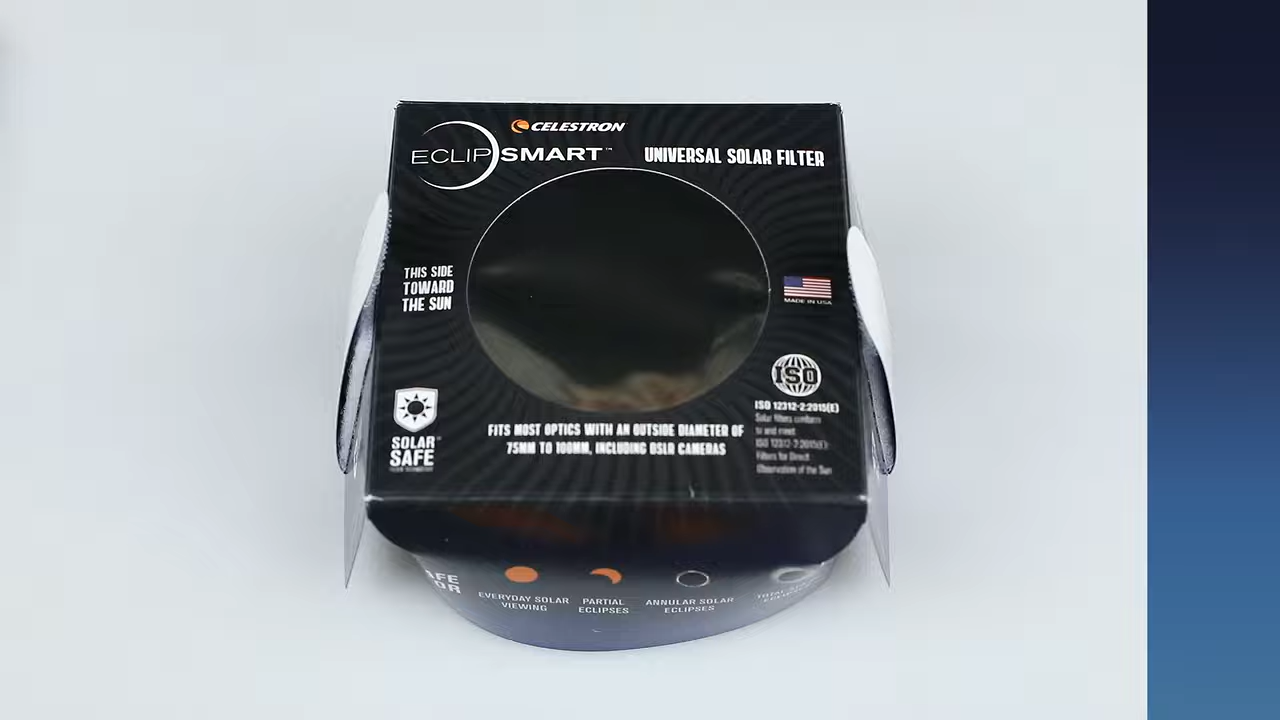 CELESTRON
ECLIPSMART™
UNIVERSAL SOLAR FILTER
THIS SIDE
TOWARD
THE SUN
MADE IN USA
ISO
ISO 12312-2:2015(E)
Solar filters conform
to and meet
ISO 12312-2:2015(E)
Filters for Direct
Observation of the Sun
SOLAR
SAFE
FITS MOST OPTICS WITH AN OUTSIDE DIAMETER OF
75MM TO 100MM, INCLUDING DSLR CAMERAS
EVERYDAY SOLAR
VIEWING
PARTIAL
ECLIPSES
ANNULAR SOLAR
ECLIPSES